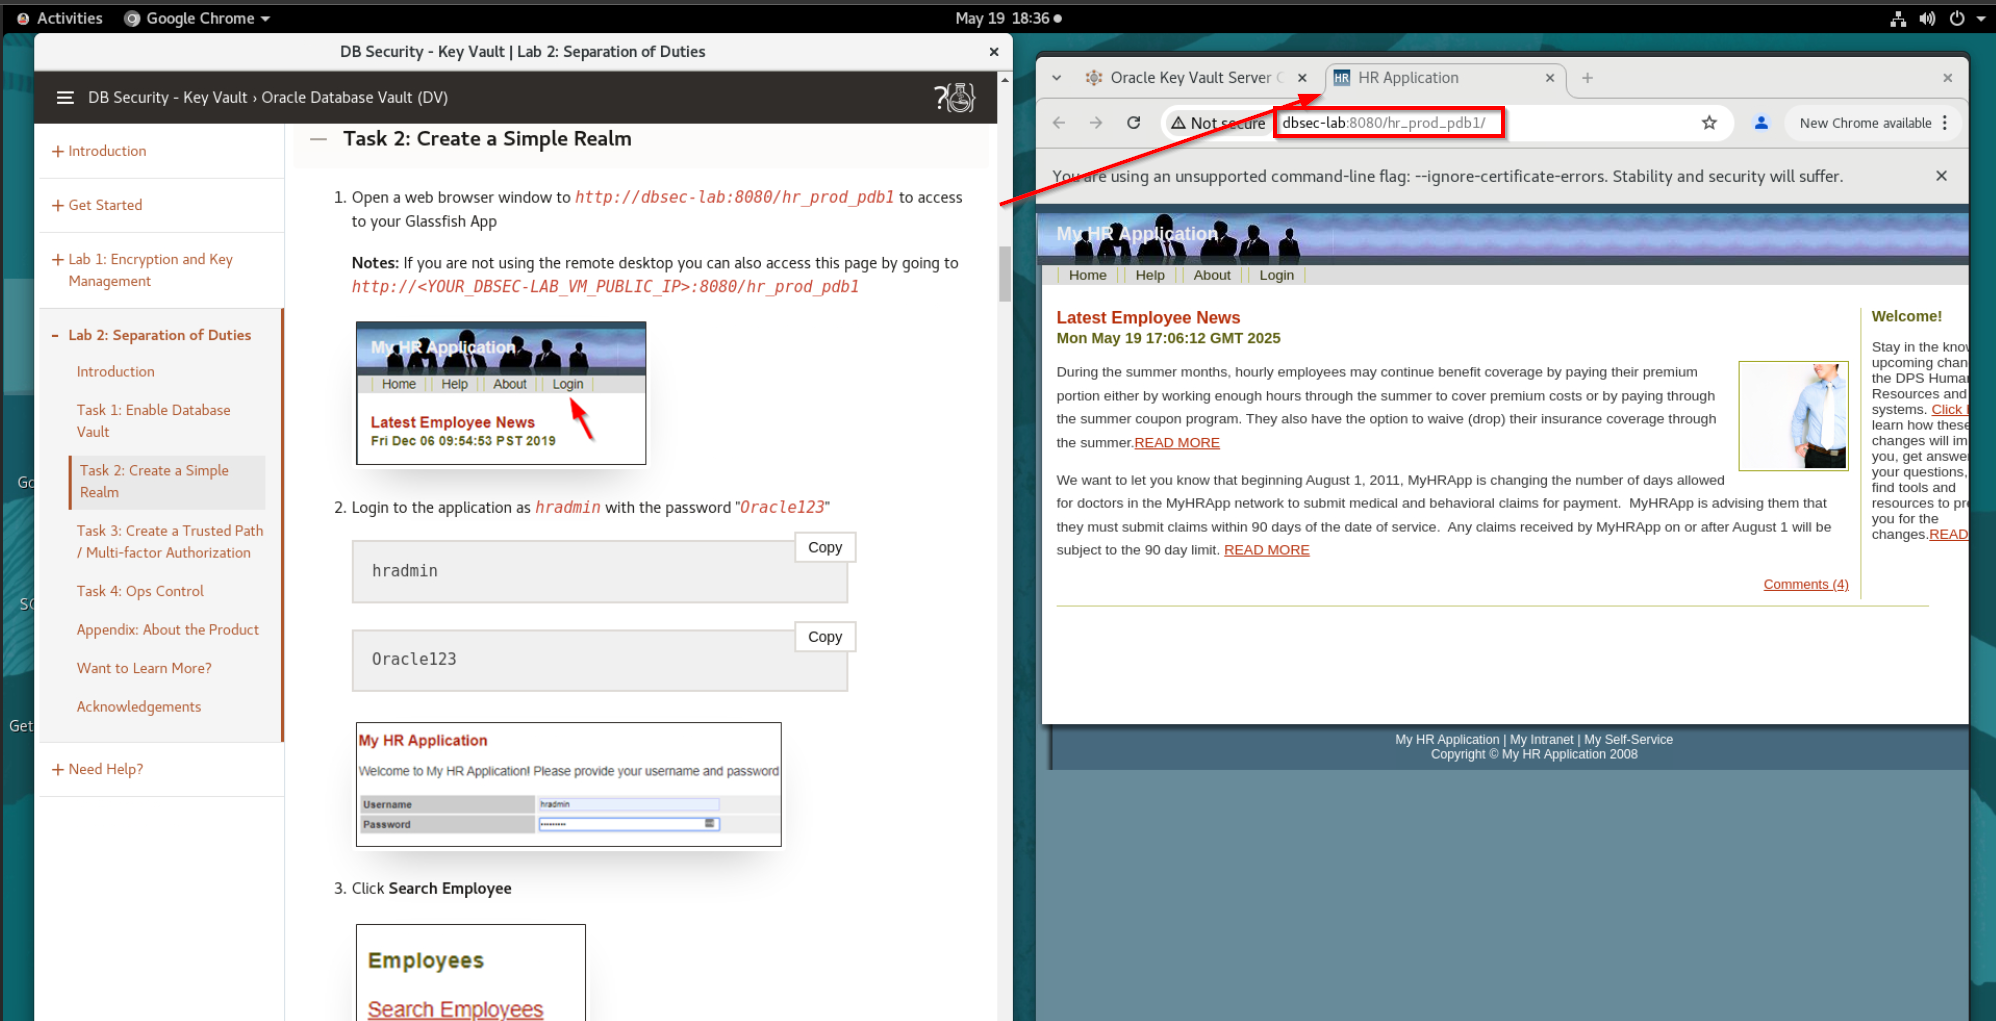 Activities
Google Chrome
May 19 18:36
DB Security - Key Vault | Lab 2: Separation of Duties
DB Security - Key Vault › Oracle Database Vault (DV)
+ Introduction
+ Get Started
+ Lab 1: Encryption and Key
Management
- Lab 2: Separation of Duties
Introduction
Task 1: Enable Database
Vault
Task 2: Create a Simple
Realm
Task 3: Create a Trusted Path
/ Multi-factor Authorization
Task 4: Ops Control
Appendix: About the Product
Want to Learn More?
Acknowledgements
+ Need Help?
Go
SQ
Get
— Task 2: Create a Simple Realm
1. Open a web browser window to http://dbsec-lab:8080/hr_prod_pdb1 to access
to your Glassfish App
Notes: If you are not using the remote desktop you can also access this page by going to
http://<YOUR_DBSEC-LAB_VM_PUBLIC_IP>:8080/hr_prod_pdb1
My HR Application
Home Help About Login
Latest Employee News
Fri Dec 06 09:54:53 PST 2019
2. Login to the application as hradmin with the password "Oracle123"
Copy
hradmin
Copy
Oracle123
My HR Application
Welcome to My HR Application! Please provide your username and password
Username hradmin
Password ••••••••
3. Click Search Employee
Employees
Search Employees
Oracle Key Vault Server
HR HR Application
Not secure dbsec-lab:8080/hr_prod_pdb1/
New Chrome available
You are using an unsupported command-line flag: --ignore-certificate-errors. Stability and security will suffer.
My HR Application
Home Help About Login
Latest Employee News
Mon May 19 17:06:12 GMT 2025
During the summer months, hourly employees may continue benefit coverage by paying their premium
portion either by working enough hours through the summer to cover premium costs or by paying through
the summer coupon program. They also have the option to waive (drop) their insurance coverage through
the summer.READ MORE
We want to let you know that beginning August 1, 2011, MyHRApp is changing the number of days allowed
for doctors in the MyHRApp network to submit medical and behavioral claims for payment. MyHRApp is advising them that
they must submit claims within 90 days of the date of service. Any claims received by MyHRApp on or after August 1 will be
subject to the 90 day limit. READ MORE
Comments (4)
Welcome!
Stay in the know
upcoming chan
the DPS Human
Resources and
systems. Click
learn how these
changes will im
you, get answe
your questions,
find tools and
resources to pre
you for the
changes.READ
My HR Application | My Intranet | My Self-Service
Copyright © My HR Application 2008